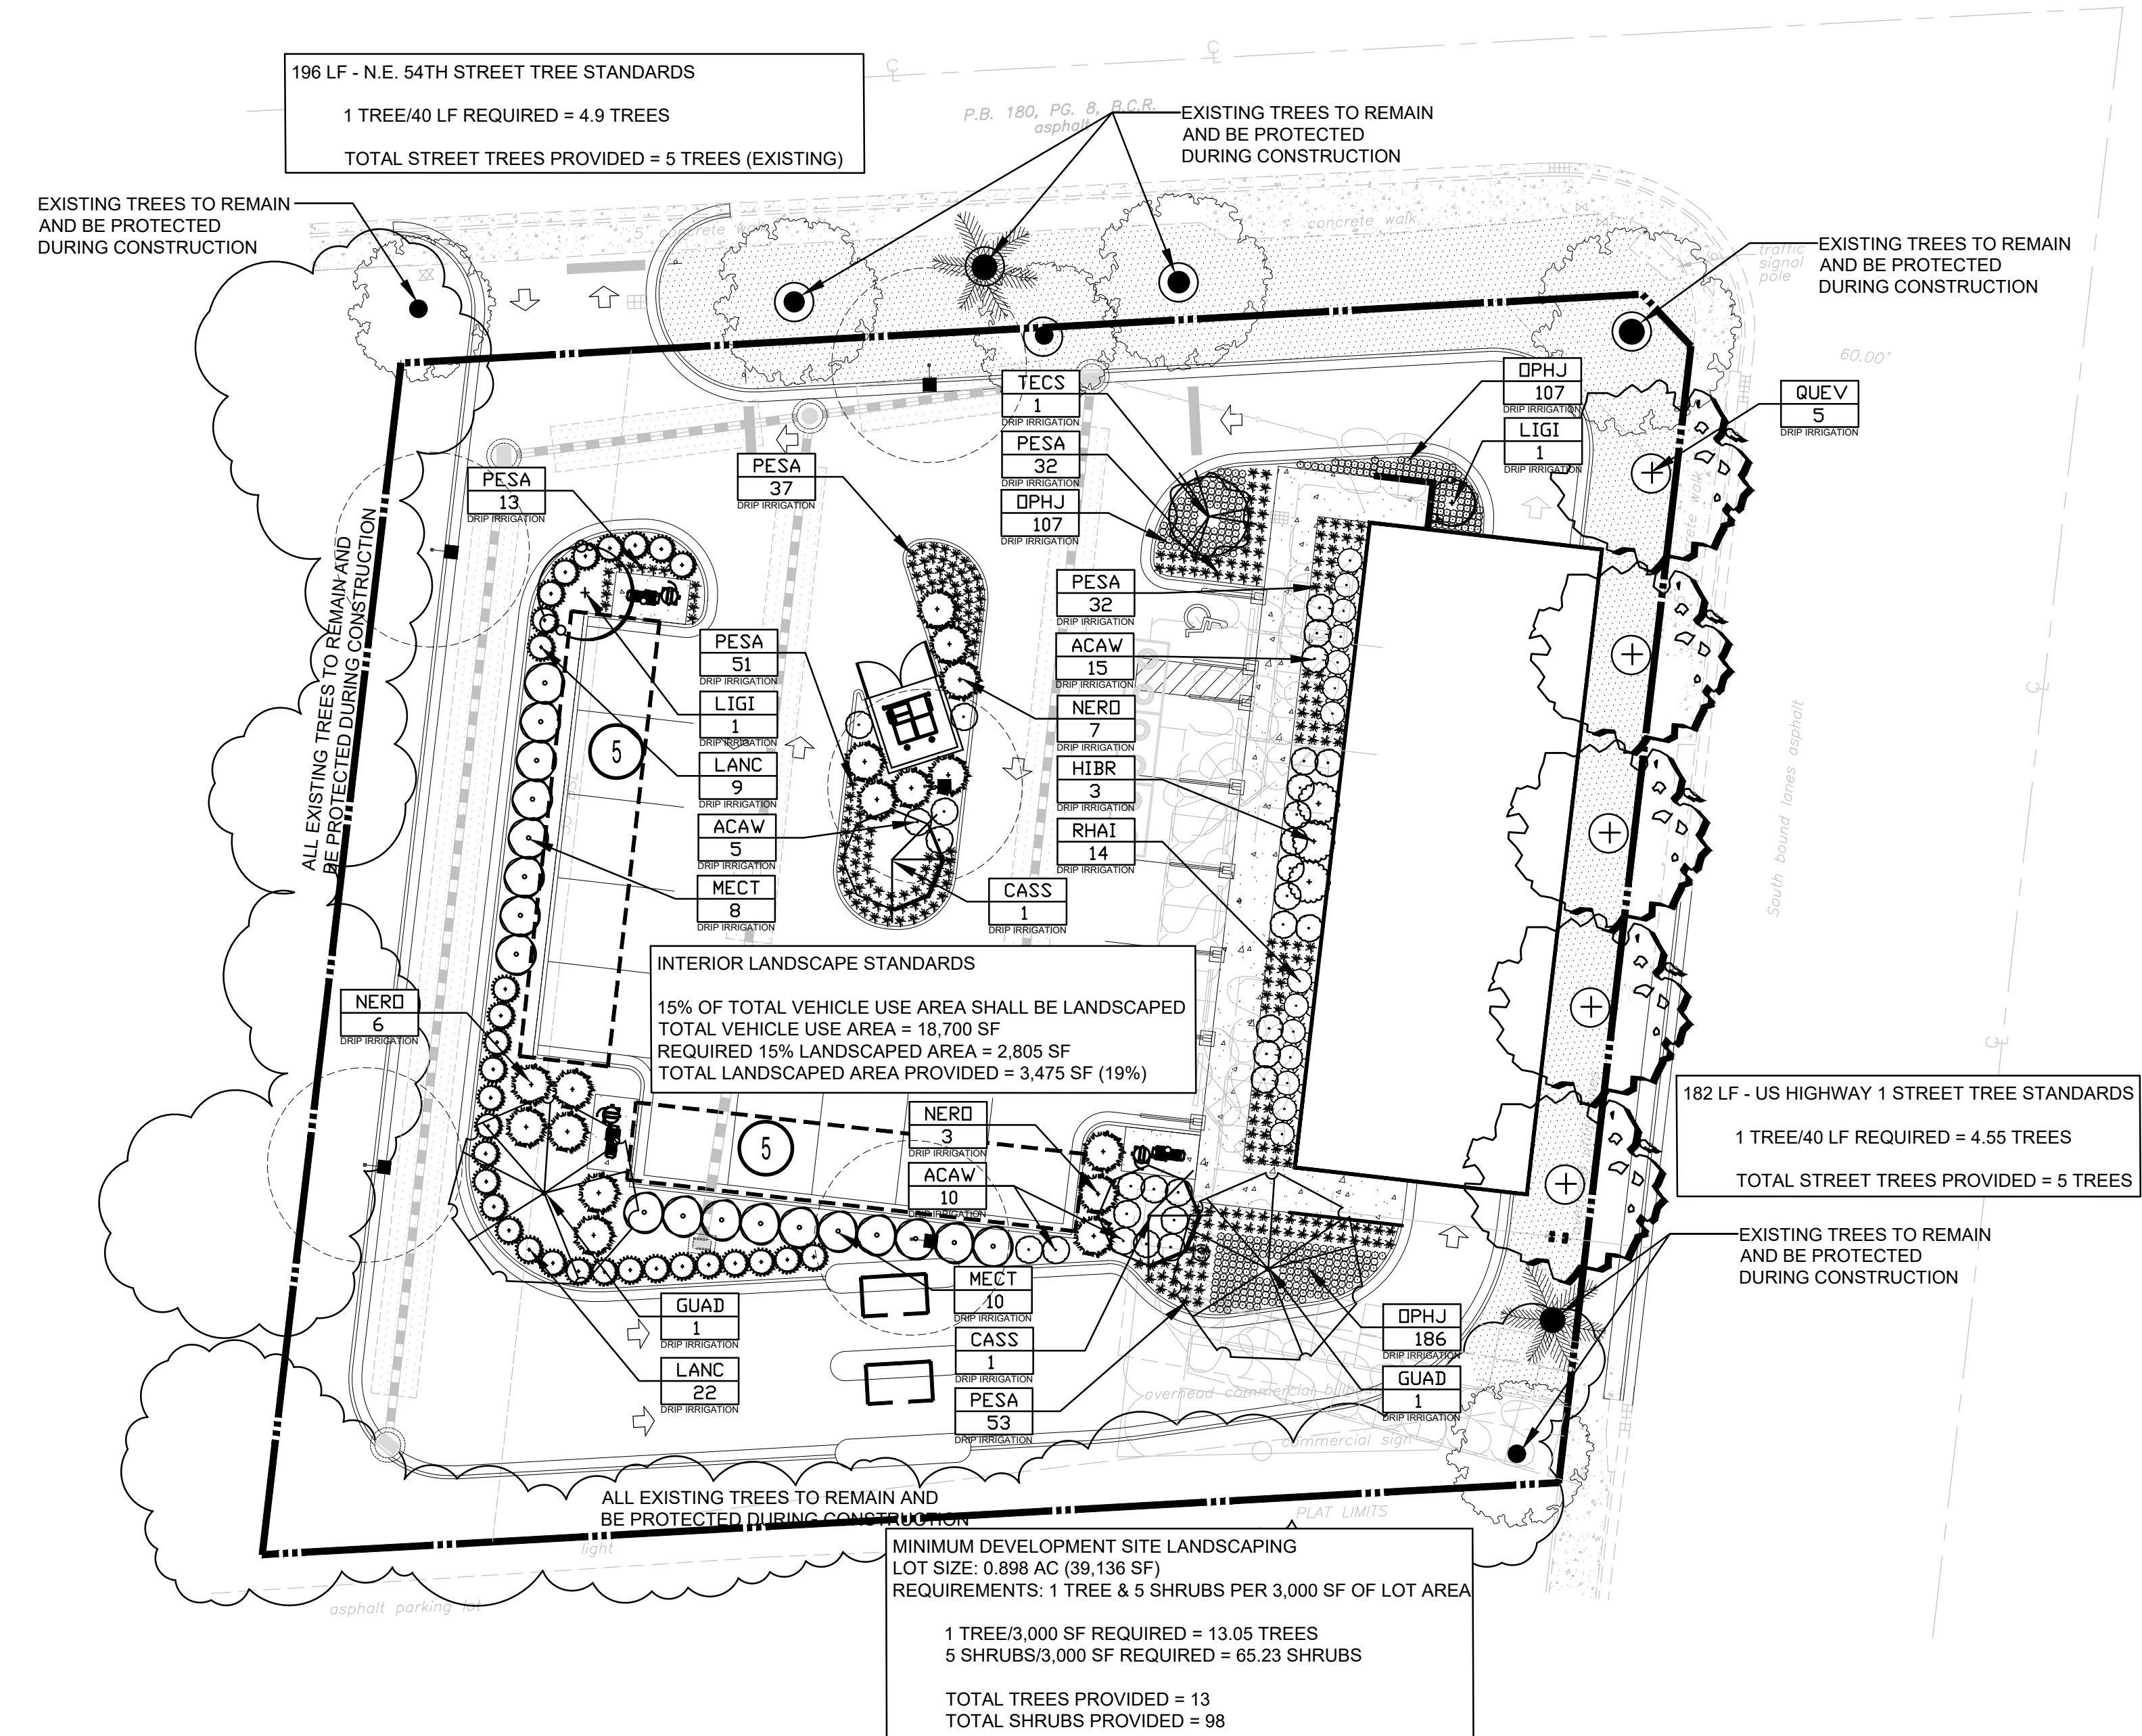 196 LF - N.E. 54TH STREET TREE STANDARDS
1 TREE/40 LF REQUIRED = 4.9 TREES
TOTAL STREET TREES PROVIDED = 5 TREES (EXISTING)
P.B. 180, PG. 8, B.C.R.
asphalt
EXISTING TREES TO REMAIN
AND BE PROTECTED
DURING CONSTRUCTION
EXISTING TREES TO REMAIN
AND BE PROTECTED
DURING CONSTRUCTION
5' concrete walk
concrete walk
EXISTING TREES TO REMAIN
AND BE PROTECTED
DURING CONSTRUCTION
traffic
signal
pole
60.00'
TECS
1
DRIP IRRIGATION
PESA
32
DRIP IRRIGATION
OPHJ
107
DRIP IRRIGATION
OPHJ
107
DRIP IRRIGATION
LIGI
1
DRIP IRRIGATION
QUEV
5
DRIP IRRIGATION
PESA
13
DRIP IRRIGATION
PESA
37
DRIP IRRIGATION
ALL EXISTING TREES TO REMAIN AND
BE PROTECTED DURING CONSTRUCTION
PESA
51
DRIP IRRIGATION
LIGI
1
DRIP IRRIGATION
LANC
9
DRIP IRRIGATION
ACAW
5
DRIP IRRIGATION
MECT
8
DRIP IRRIGATION
5
PESA
32
DRIP IRRIGATION
ACAW
15
DRIP IRRIGATION
NERO
7
DRIP IRRIGATION
HIBR
3
DRIP IRRIGATION
RHAI
14
DRIP IRRIGATION
CASS
1
DRIP IRRIGATION
South bound lanes asphalt
INTERIOR LANDSCAPE STANDARDS
15% OF TOTAL VEHICLE USE AREA SHALL BE LANDSCAPED
TOTAL VEHICLE USE AREA = 18,700 SF
REQUIRED 15% LANDSCAPED AREA = 2,805 SF
TOTAL LANDSCAPED AREA PROVIDED = 3,475 SF (19%)
NERO
6
DRIP IRRIGATION
5
NERO
3
DRIP IRRIGATION
ACAW
10
DRIP IRRIGATION
182 LF - US HIGHWAY 1 STREET TREE STANDARDS
1 TREE/40 LF REQUIRED = 4.55 TREES
TOTAL STREET TREES PROVIDED = 5 TREES
EXISTING TREES TO REMAIN
AND BE PROTECTED
DURING CONSTRUCTION
GUAD
1
DRIP IRRIGATION
LANC
22
DRIP IRRIGATION
MECT
10
DRIP IRRIGATION
CASS
1
DRIP IRRIGATION
PESA
53
DRIP IRRIGATION
OPHJ
186
DRIP IRRIGATION
GUAD
1
DRIP IRRIGATION
overhead commercial
commercial sign
ALL EXISTING TREES TO REMAIN AND
BE PROTECTED DURING CONSTRUCTION
PLAT LIMITS
light
asphalt parking lot
MINIMUM DEVELOPMENT SITE LANDSCAPING
LOT SIZE: 0.898 AC (39,136 SF)
REQUIREMENTS: 1 TREE & 5 SHRUBS PER 3,000 SF OF LOT AREA
1 TREE/3,000 SF REQUIRED = 13.05 TREES
5 SHRUBS/3,000 SF REQUIRED = 65.23 SHRUBS
TOTAL TREES PROVIDED = 13
TOTAL SHRUBS PROVIDED = 98